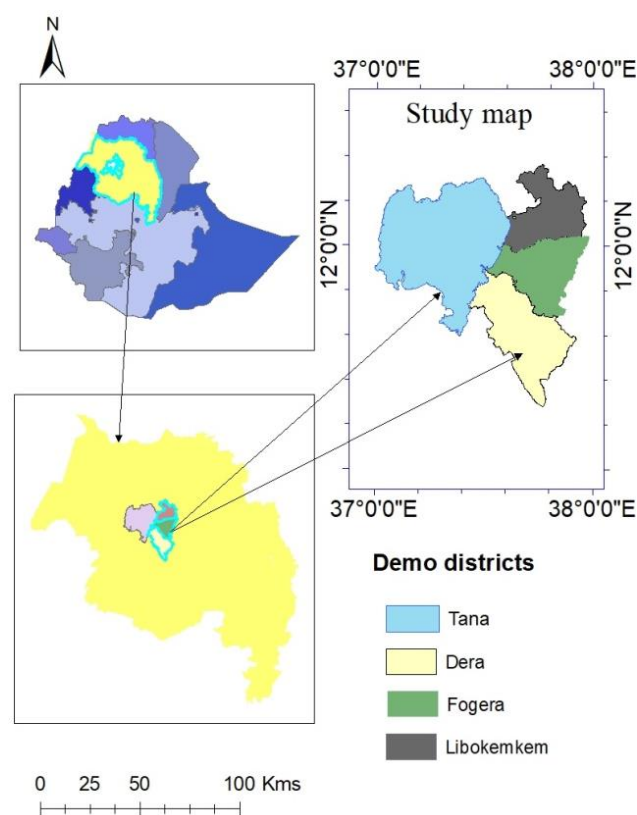 N
37°0'0"E 38°0'0"E
Study map
12°0'0"N
12°0'0"N
37°0'0"E 38°0'0"E
Demo districts
Tana
Dera
Fogera
Libokemkem
0 25 50 100 Kms